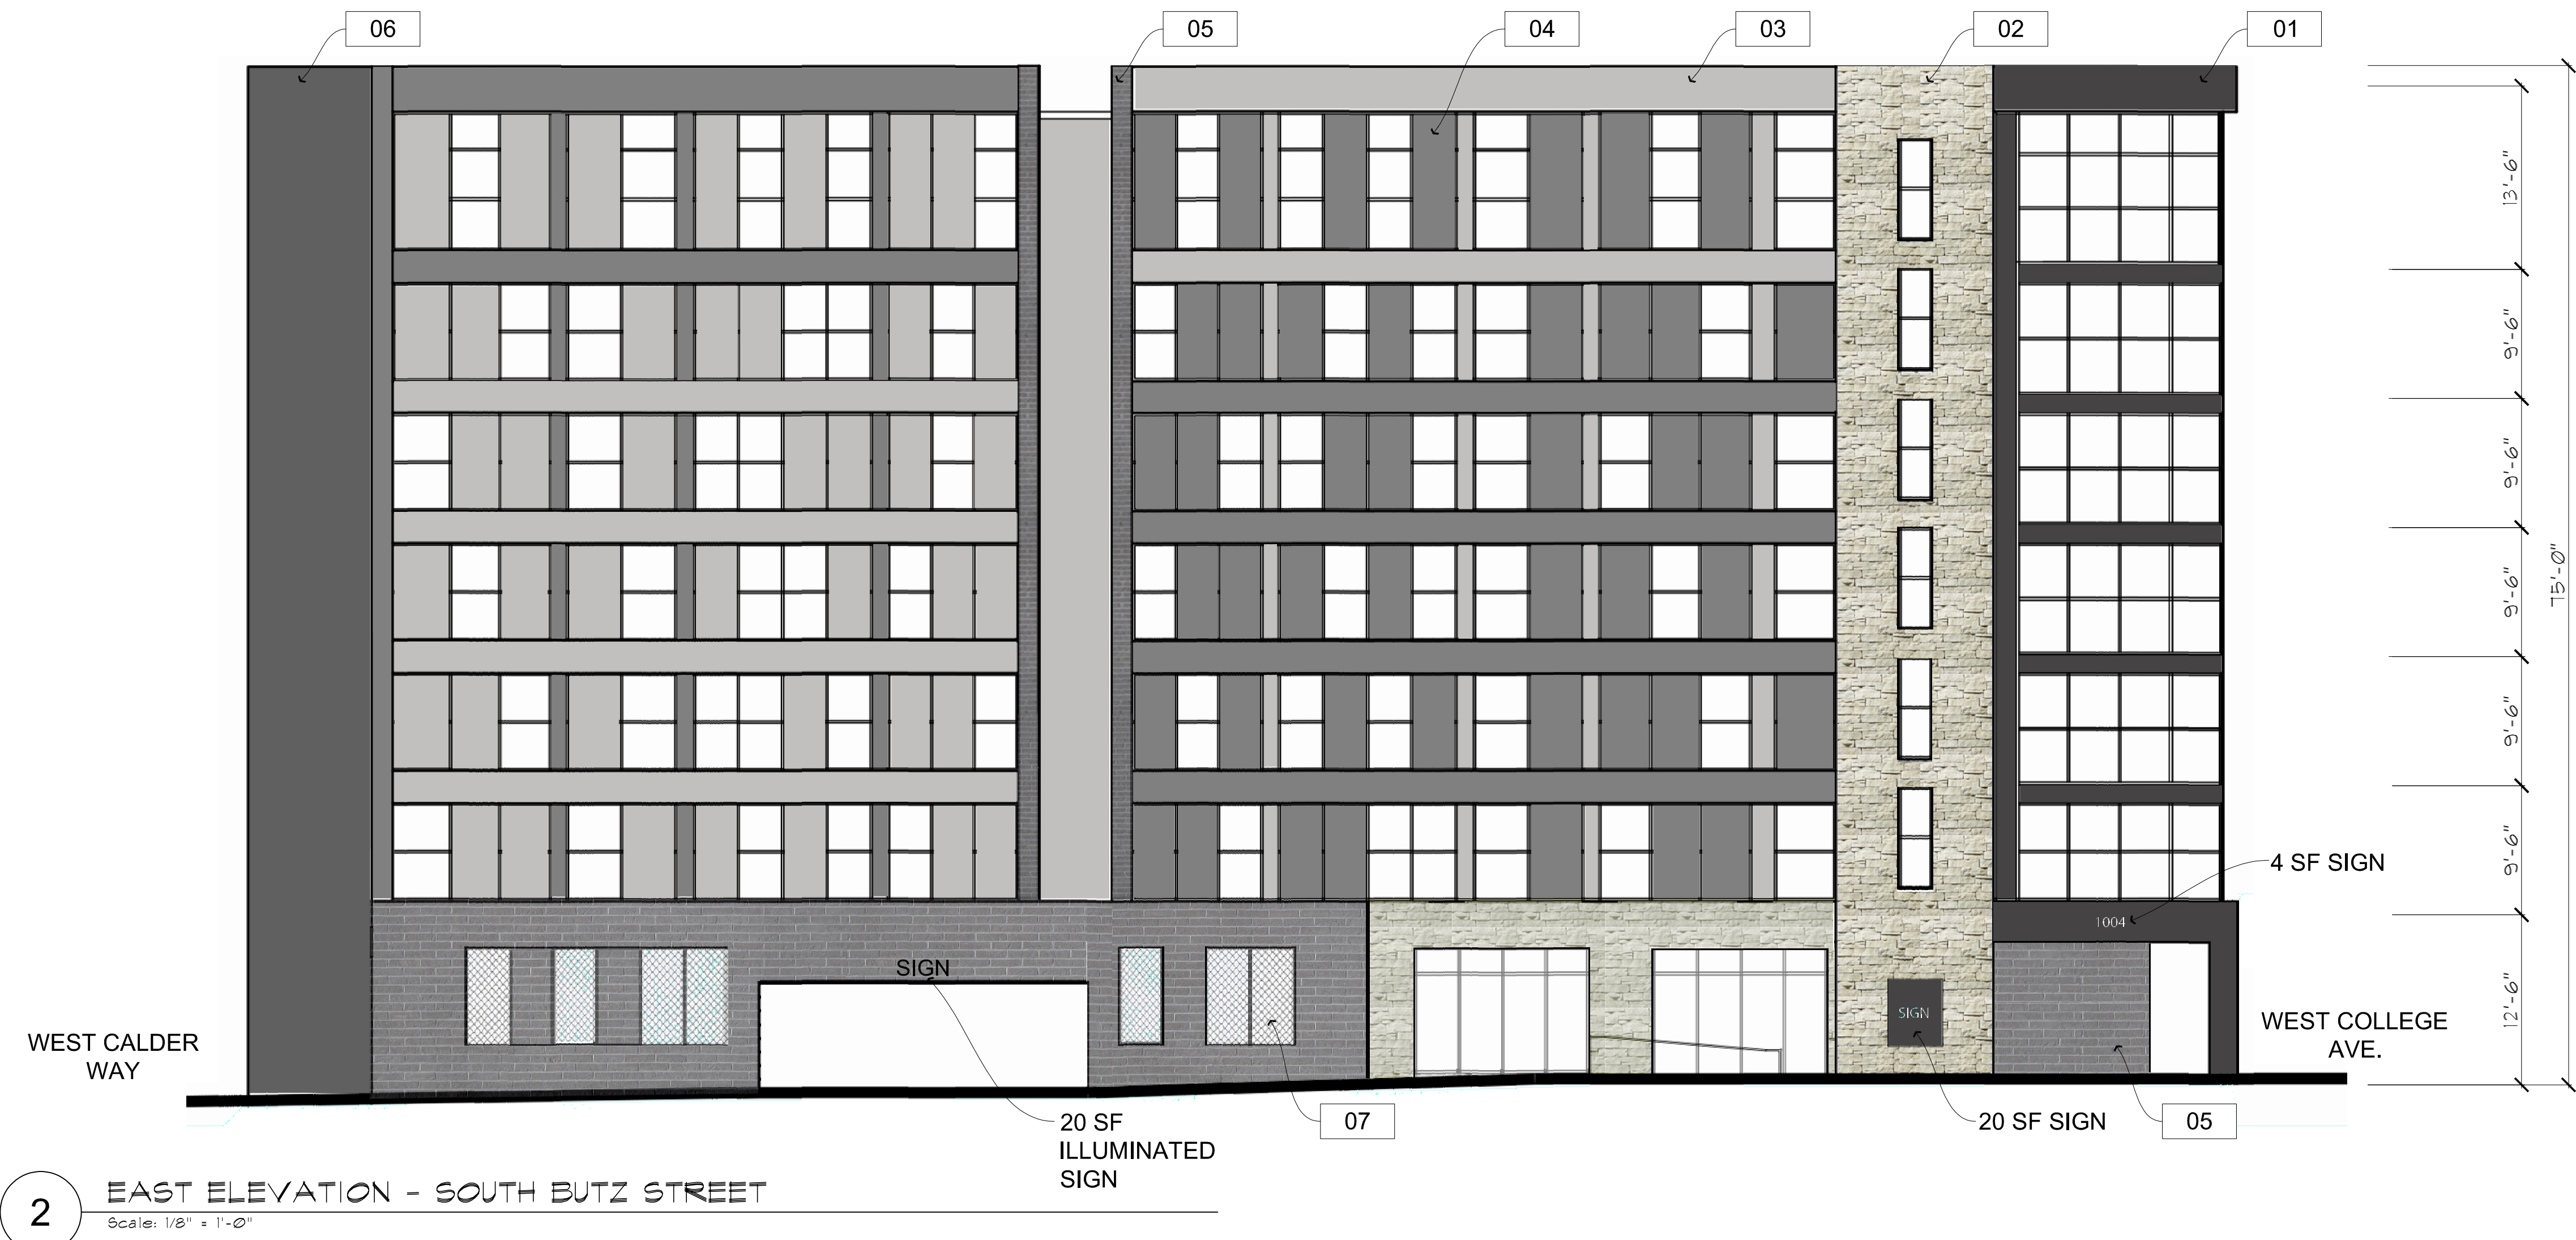 06
05
04
03
02
01
13'-6"
9'-6"
9'-6"
9'-6"
9'-6"
9'-6"
12'-6"
75'-0"
4 SF SIGN
1004
SIGN
SIGN
WEST CALDER
WAY
WEST COLLEGE
AVE.
20 SF
ILLUMINATED
SIGN
07
20 SF SIGN
05
2
EAST ELEVATION - SOUTH BUTZ STREET
Scale: 1/8" = 1'-0"